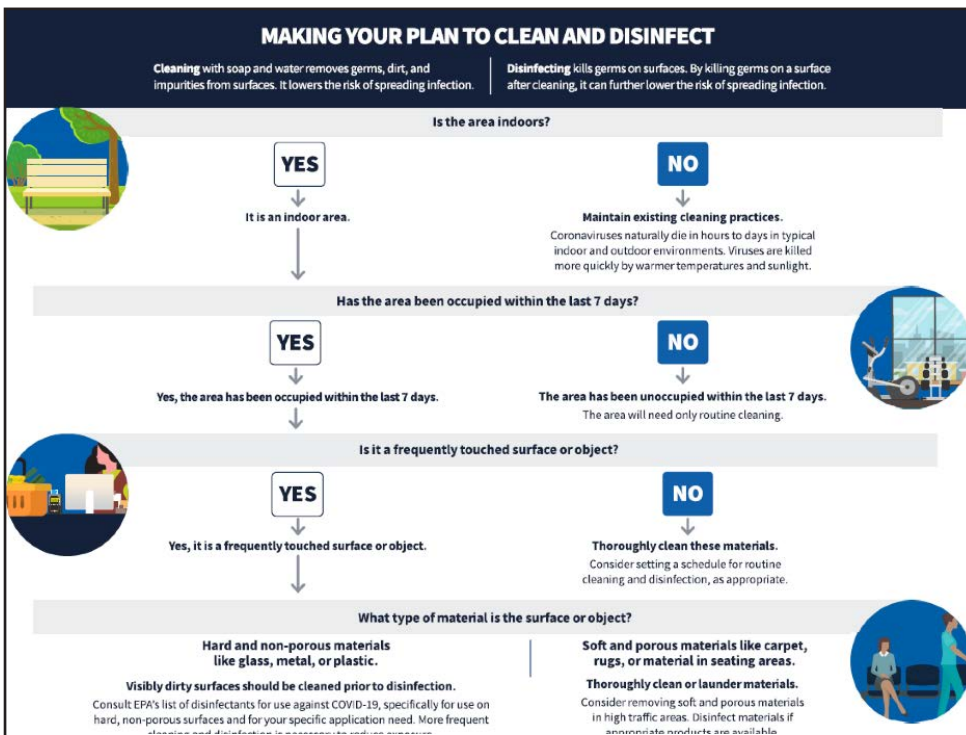 MAKING YOUR PLAN TO CLEAN AND DISINFECT
Cleaning with soap and water removes germs, dirt, and
impurities from surfaces. It lowers the risk of spreading infection.
Disinfecting kills germs on surfaces. By killing germs on a surface
after cleaning, it can further lower the risk of spreading infection.
Is the area indoors?
YES
It is an indoor area.
NO
Maintain existing cleaning practices.
Coronaviruses naturally die in hours to days in typical
indoor and outdoor environments. Viruses are killed
more quickly by warmer temperatures and sunlight.
Has the area been occupied within the last 7 days?
YES
Yes, the area has been occupied within the last 7 days.
NO
The area has been unoccupied within the last 7 days.
The area will need only routine cleaning.
Is it a frequently touched surface or object?
YES
Yes, it is a frequently touched surface or object.
NO
Thoroughly clean these materials.
Consider setting a schedule for routine
cleaning and disinfection, as appropriate.
What type of material is the surface or object?
Hard and non-porous materials
like glass, metal, or plastic.
Visibly dirty surfaces should be cleaned prior to disinfection.
Consult EPA's list of disinfectants for use against COVID-19, specifically for use on
hard, non-porous surfaces and for your specific application need. More frequent
cleaning and disinfection is necessary to reduce exposure.
Soft and porous materials like carpet,
rugs, or material in seating areas.
Thoroughly clean or launder materials.
Consider removing soft and porous materials
in high traffic areas. Disinfect materials if
appropriate products are available.